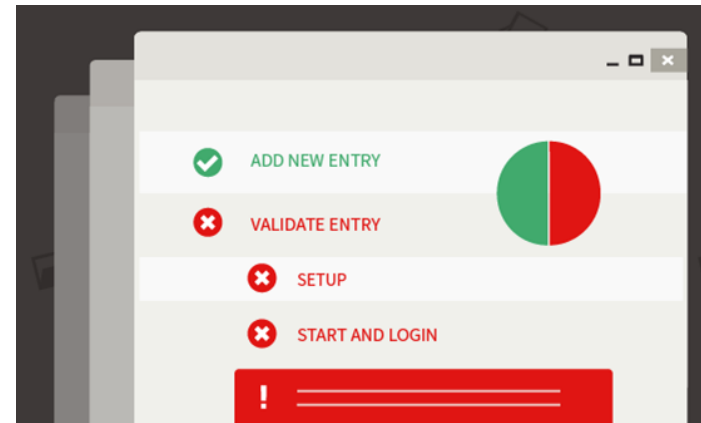 ADD NEW ENTRY
VALIDATE ENTRY
SETUP
START AND LOGIN
!